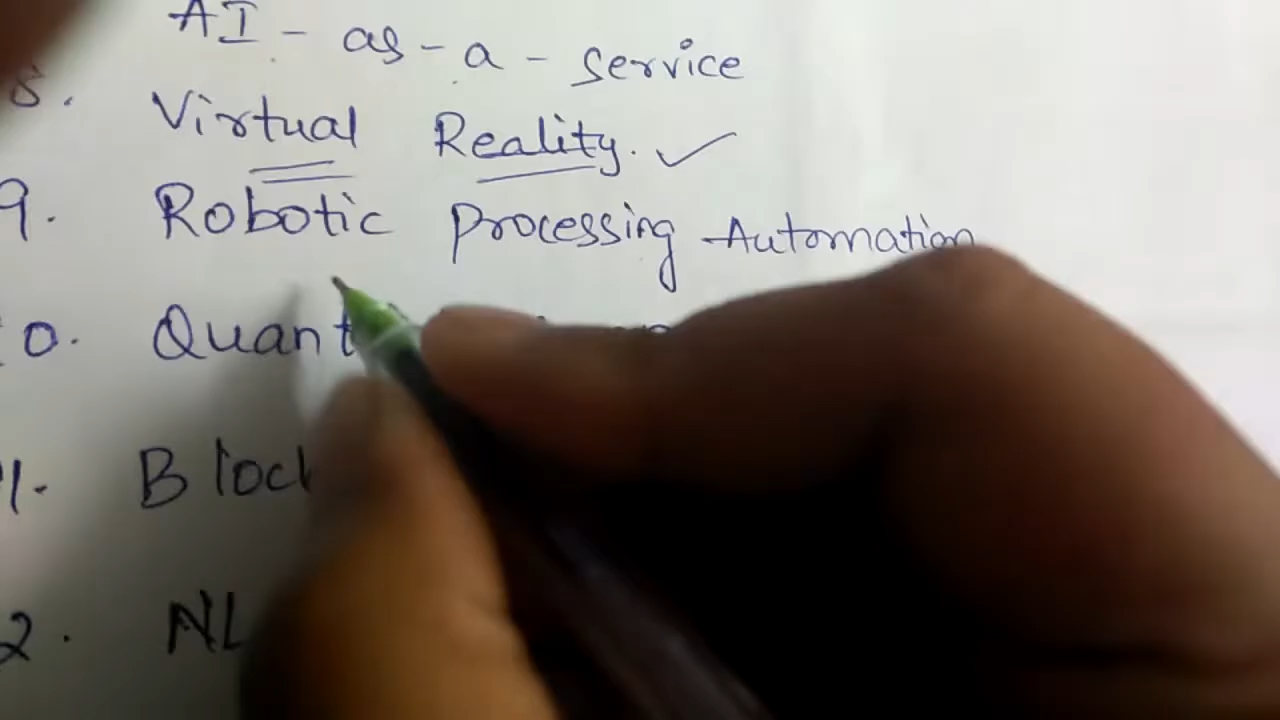 AI - as - a - service
8. Virtual Reality. ✓
9. Robotic Processing Automation
0. Quant
1. Block
2. NL